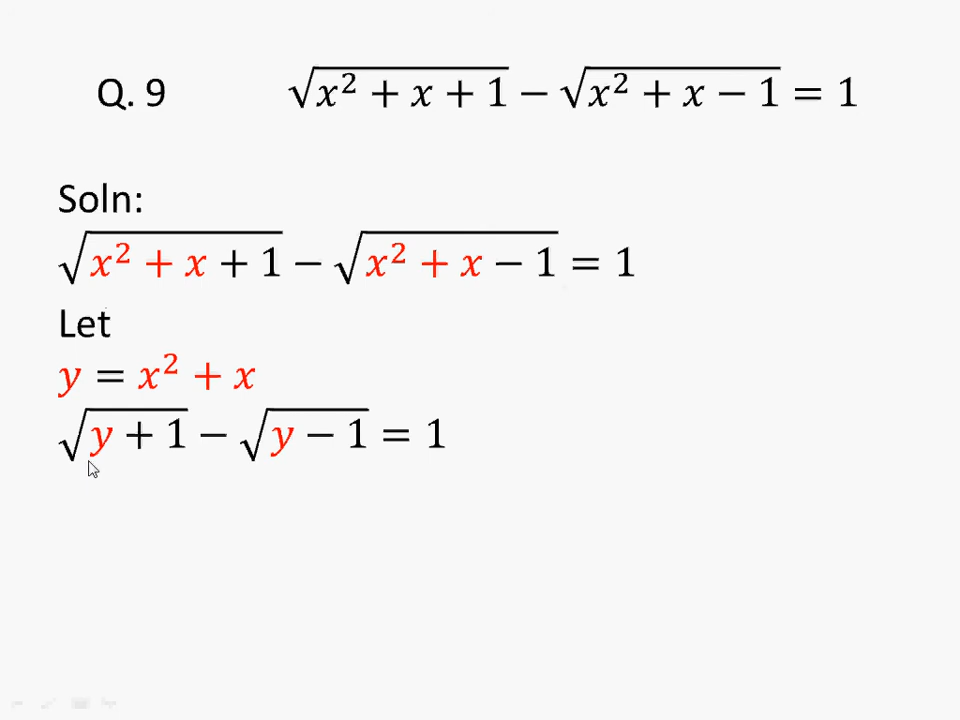 Q. 9 √(x² + x + 1) − √(x² + x − 1) = 1
Soln:
√(x² + x + 1) − √(x² + x − 1) = 1
Let
y = x² + x
√(y + 1) − √(y − 1) = 1